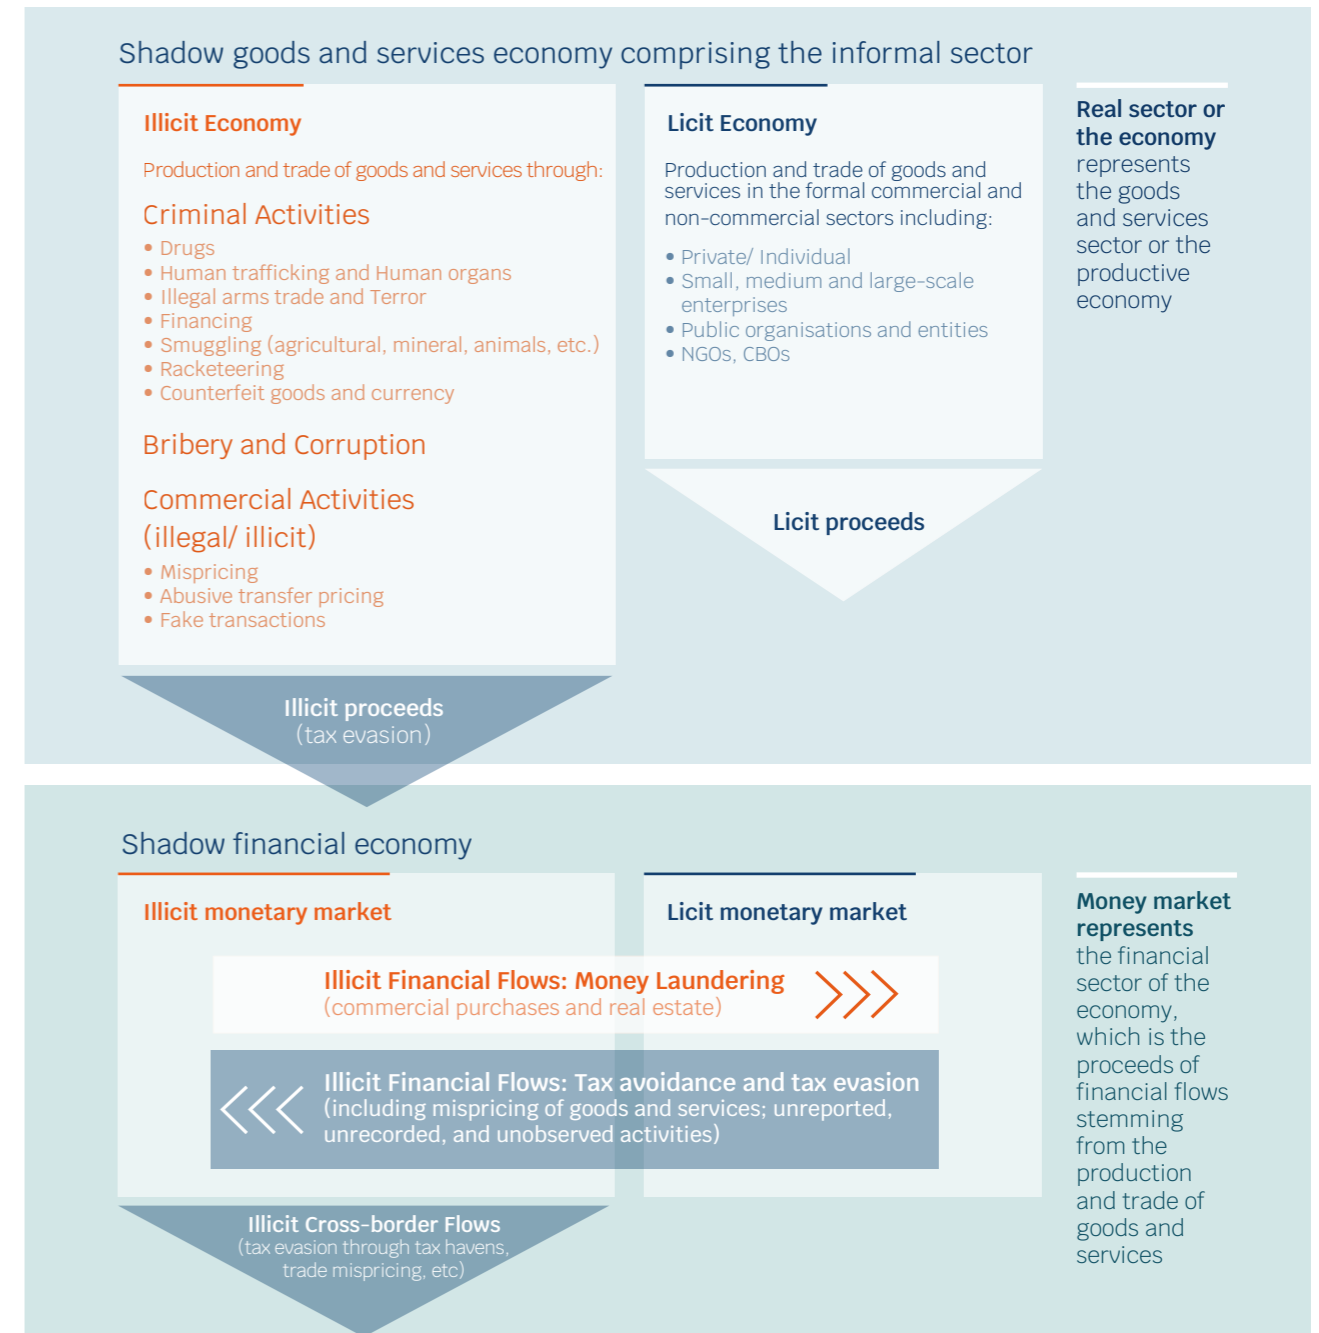 Shadow goods and services economy comprising the informal sector
Illicit Economy
Production and trade of goods and services through:
Criminal Activities
• Drugs
• Human trafficking and Human organs
• Illegal arms trade and Terror
• Financing
• Smuggling (agricultural, mineral, animals, etc.)
• Racketeering
• Counterfeit goods and currency
Bribery and Corruption
Commercial Activities
(illegal/ illicit)
• Mispricing
• Abusive transfer pricing
• Fake transactions
Illicit proceeds
(tax evasion)
Licit Economy
Production and trade of goods and
services in the formal commercial and
non-commercial sectors including:
• Private/ Individual
• Small, medium and large-scale
enterprises
• Public organisations and entities
• NGOs, CBOs
Licit proceeds
Real sector or
the economy
represents
the goods
and services
sector or the
productive
economy
Shadow financial economy
Illicit monetary market
Licit monetary market
Illicit Financial Flows: Money Laundering
(commercial purchases and real estate)
Illicit Financial Flows: Tax avoidance and tax evasion
(including mispricing of goods and services; unreported,
unrecorded, and unobserved activities)
Illicit Cross-border Flows
(tax evasion through tax havens,
trade mispricing, etc)
Money market
represents
the financial
sector of the
economy,
which is the
proceeds of
financial flows
stemming
from the
production
and trade of
goods and
services